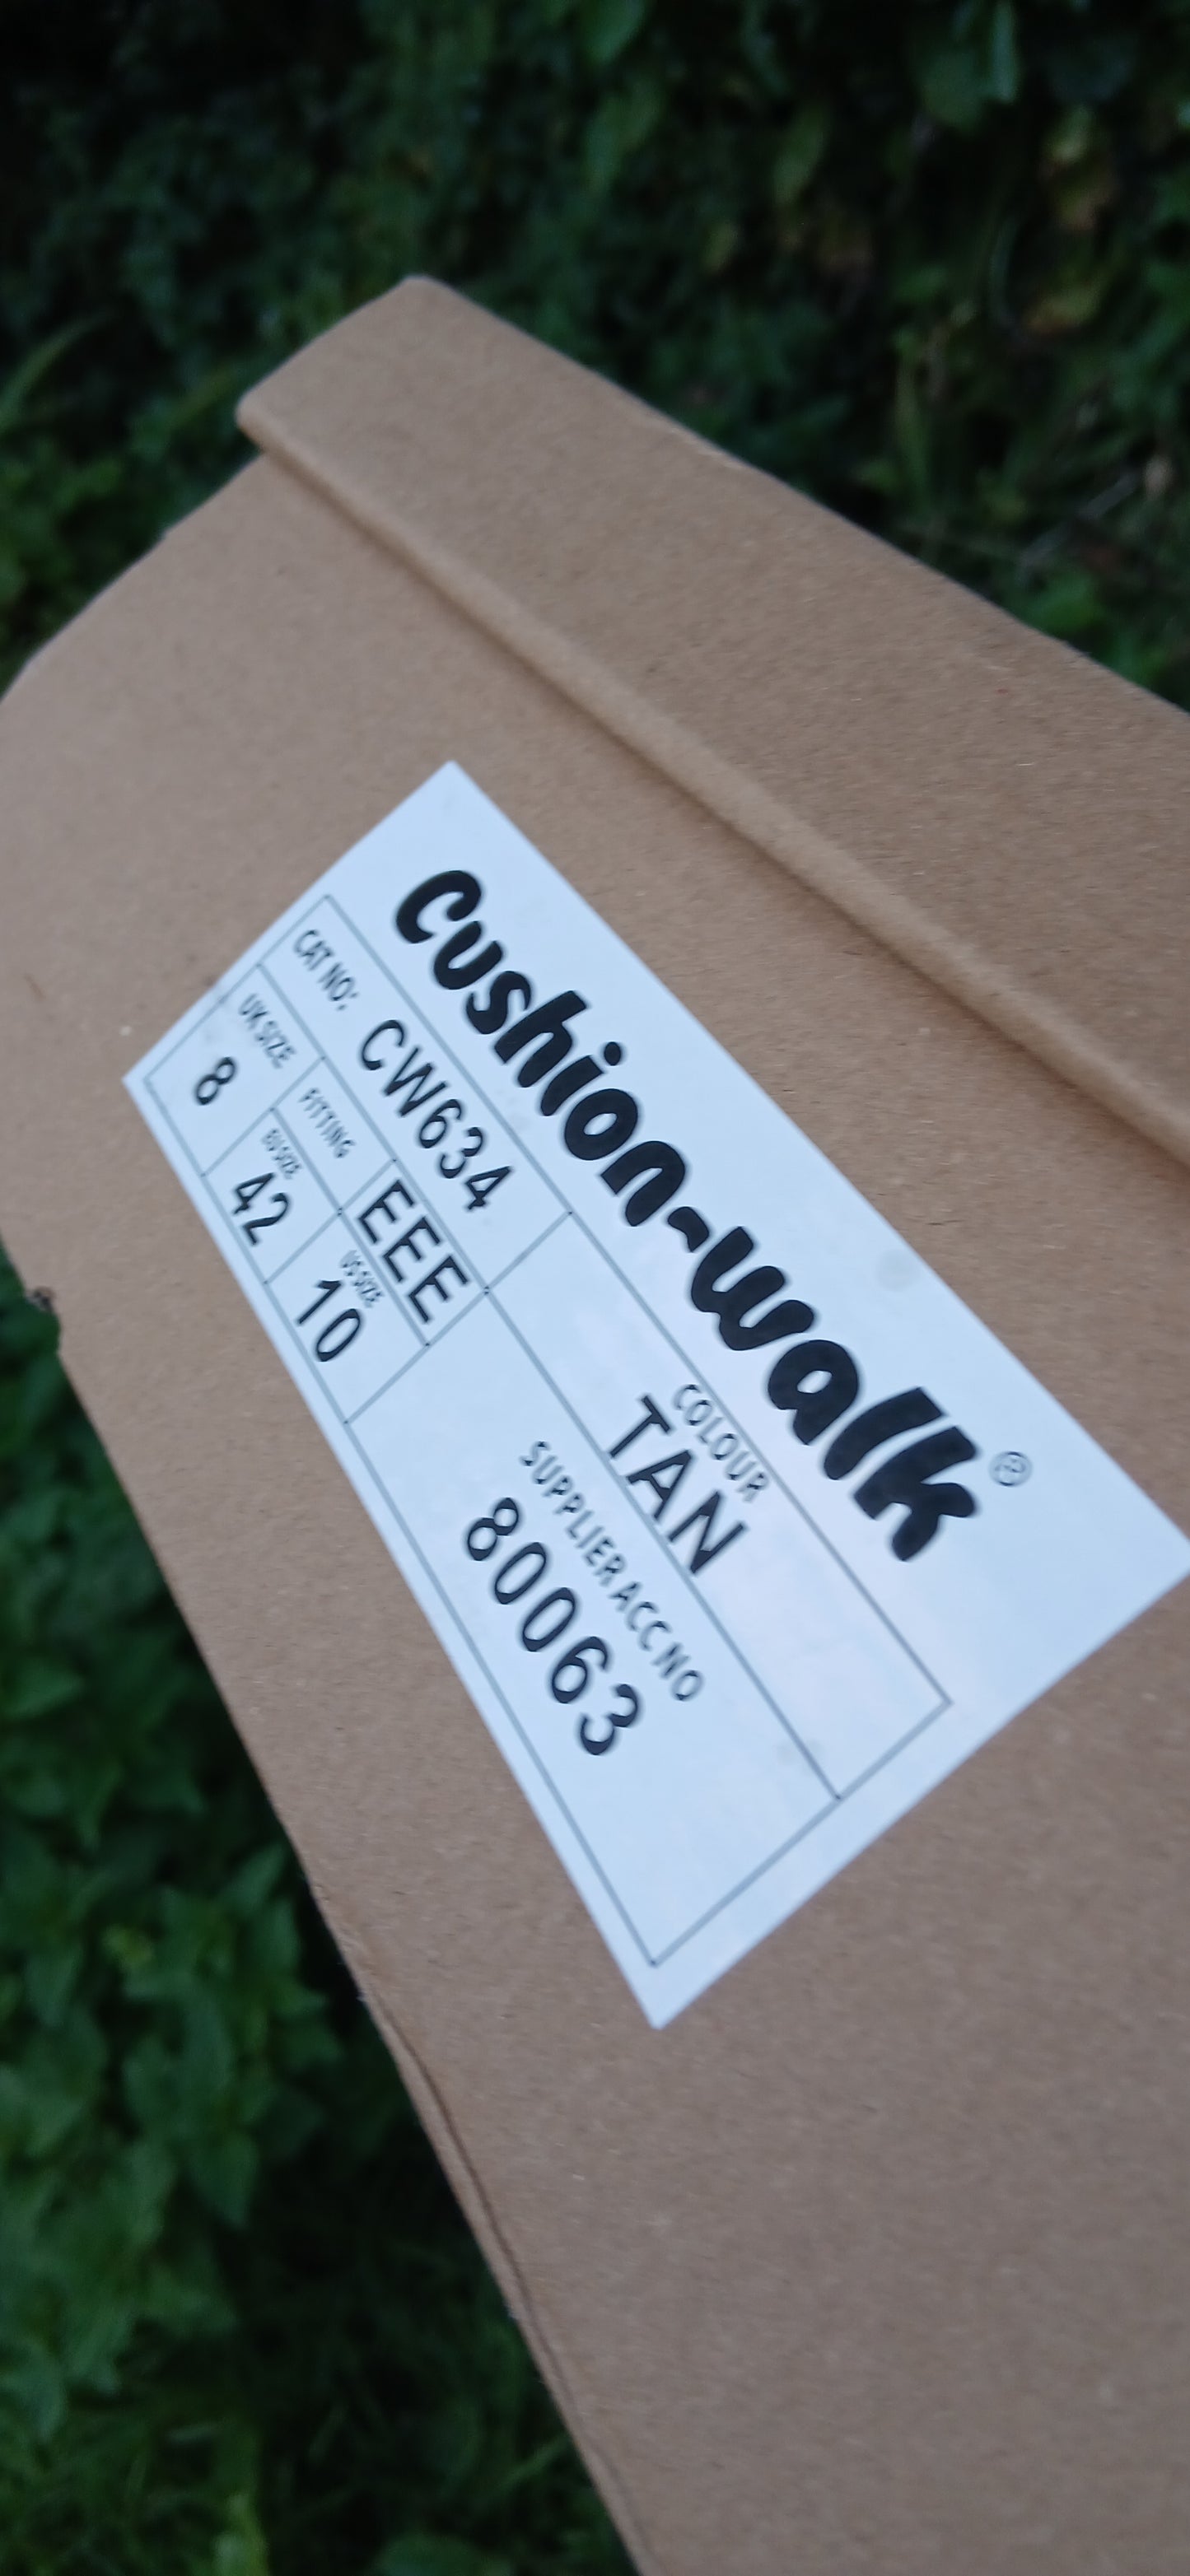 cushion-walk®
CAT NO: CW634
COLOUR
TAN
UK SIZE
8
FITTING
EEE
EU SIZE
42
US SIZE
10
SUPPLIER ACC NO
80063